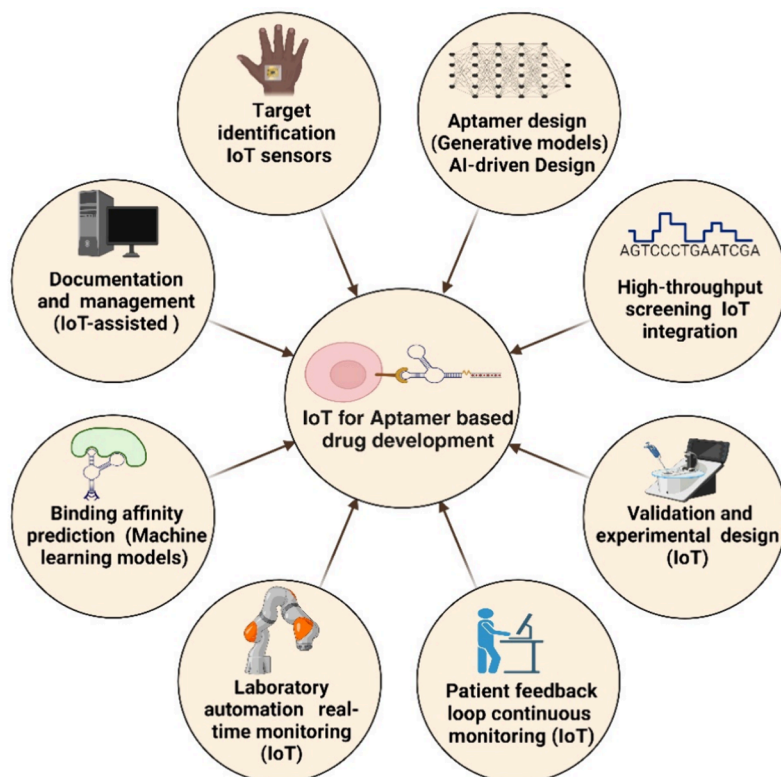 Target
identification
IoT sensors
Aptamer design
(Generative models)
AI-driven Design
Documentation
and management
(IoT-assisted )
AGTCCCTGAATCGA
High-throughput
screening IoT
integration
IoT for Aptamer based
drug development
Binding affinity
prediction (Machine
learning models)
Validation and
experimental design
(IoT)
Laboratory
automation real-
time monitoring
(IoT)
Patient feedback
loop continuous
monitoring (IoT)